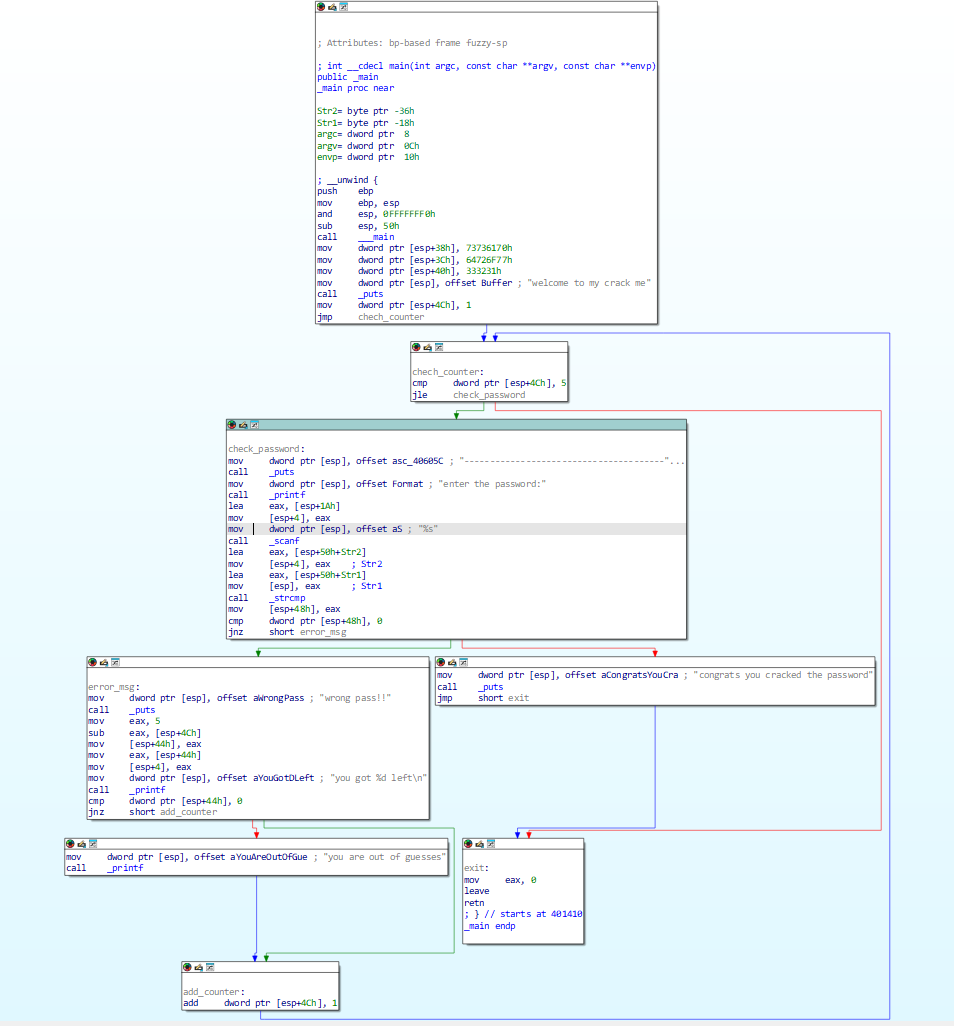 ; Attributes: bp-based frame fuzzy-sp
; int __cdecl main(int argc, const char **argv, const char **envp)
public _main
_main proc near
Str2= byte ptr -36h
Str1= byte ptr -18h
argc= dword ptr  8
argv= dword ptr  0Ch
envp= dword ptr  10h
; __unwind {
push    ebp
mov     ebp, esp
and     esp, 0FFFFFFF0h
sub     esp, 50h
call    ___main
mov     dword ptr [esp+38h], 73736170h
mov     dword ptr [esp+3Ch], 64726F77h
mov     dword ptr [esp+40h], 333231h
mov     dword ptr [esp], offset Buffer ; "welcome to my crack me"
call    _puts
mov     dword ptr [esp+4Ch], 1
jmp     chech_counter
chech_counter:
cmp     dword ptr [esp+4Ch], 5
jle     check_password
check_password:
mov     dword ptr [esp], offset asc_40605C ; "---------------------------------------"...
call    _puts
mov     dword ptr [esp], offset Format ; "enter the password:"
call    _printf
lea     eax, [esp+1Ah]
mov     [esp+4], eax
mov     dword ptr [esp], offset aS ; "%s"
call    _scanf
lea     eax, [esp+50h+Str2]
mov     [esp+4], eax    ; Str2
lea     eax, [esp+50h+Str1]
mov     [esp], eax      ; Str1
call    _strcmp
mov     [esp+48h], eax
cmp     dword ptr [esp+48h], 0
jnz     short error_msg
error_msg:
mov     dword ptr [esp], offset aWrongPass ; "wrong pass!!"
call    _puts
mov     eax, 5
sub     eax, [esp+4Ch]
mov     [esp+44h], eax
mov     eax, [esp+44h]
mov     [esp+4], eax
mov     dword ptr [esp], offset aYouGotDLeft ; "you got %d left\n"
call    _printf
cmp     dword ptr [esp+44h], 0
jnz     short add_counter
mov     dword ptr [esp], offset aCongratsYouCra ; "congrats you cracked the password"
call    _puts
jmp     short exit
mov     dword ptr [esp], offset aYouAreOutOfGue ; "you are out of guesses"
call    _printf
exit:
mov     eax, 0
leave
retn
; } // starts at 401410
_main endp
add_counter:
add     dword ptr [esp+4Ch], 1